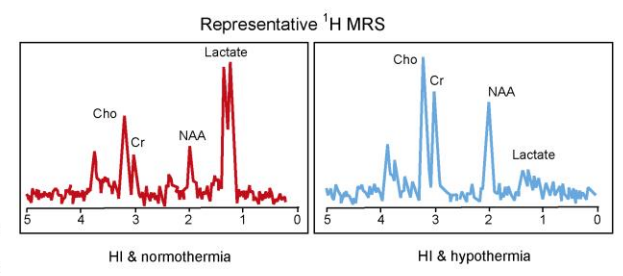 Representative ¹H MRS
Lactate
Cho
Cr
NAA
5 4 3 2 1 0
HI & normothermia
Cho
Cr
NAA
Lactate
5 4 3 2 1 0
HI & hypothermia